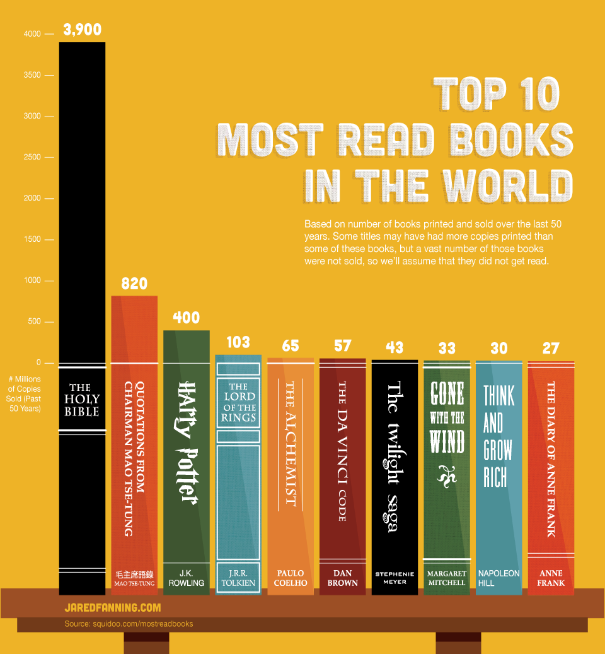 TOP 10
MOST READ BOOKS
IN THE WORLD
Based on number of books printed and sold over the last 50
years. Some titles may have had more copies printed than
some of these books, but a vast number of those books
were not sold, so we'll assume that they did not get read.
4000
3500
3000
2500
2000
1500
1000
500
0
# Millions
of Copies
Sold (Past
50 Years)
3,900
THE
HOLY
BIBLE
820
QUOTATIONS FROM
CHAIRMAN MAO TSE-TUNG
毛主席語錄
MAO TSE-TUNG
400
Harry Potter
J.K.
ROWLING
103
THE
LORD
OF THE
RINGS
J.R.R.
TOLKIEN
65
THE ALCHEMIST
PAULO
COELHO
57
THE DA VINCI CODE
DAN
BROWN
43
The twilight saga
STEPHENIE
MEYER
33
GONE
WITH THE
WIND
MARGARET
MITCHELL
30
THINK
AND
GROW
RICH
NAPOLEON
HILL
27
THE DIARY OF ANNE FRANK
ANNE
FRANK
JAREDFANNING.COM
Source: squidoo.com/mostreadbooks